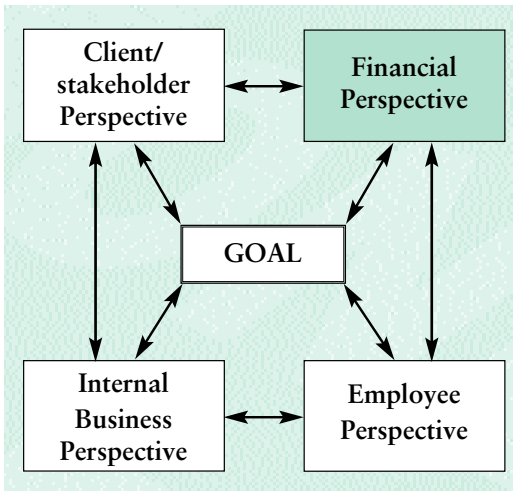 Client/
stakeholder
Perspective
Financial
Perspective
GOAL
Internal
Business
Perspective
Employee
Perspective